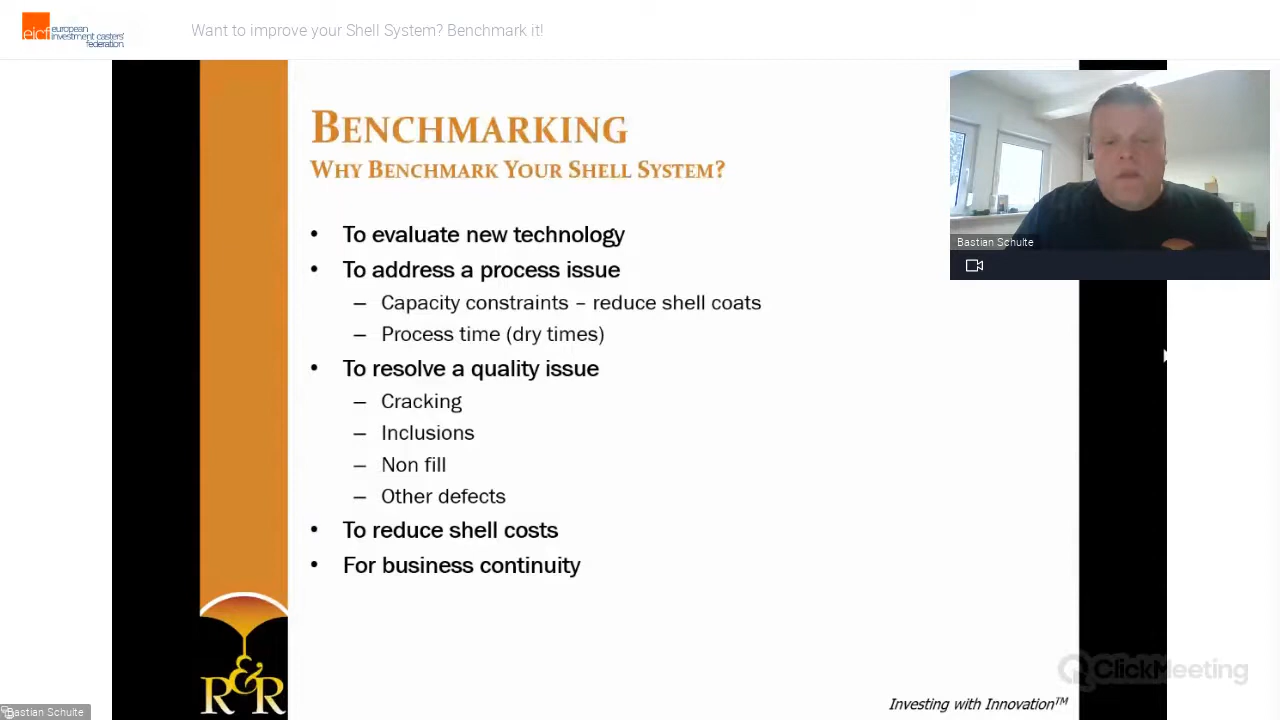 eicf
european
investment casters'
federation.
Want to improve your Shell System? Benchmark it!
BENCHMARKING
WHY BENCHMARK YOUR SHELL SYSTEM?
• To evaluate new technology
• To address a process issue
– Capacity constraints – reduce shell coats
– Process time (dry times)
• To resolve a quality issue
– Cracking
– Inclusions
– Non fill
– Other defects
• To reduce shell costs
• For business continuity
Bastian Schulte
R&R
ClickMeeting
Investing with Innovation™
Bastian Schulte